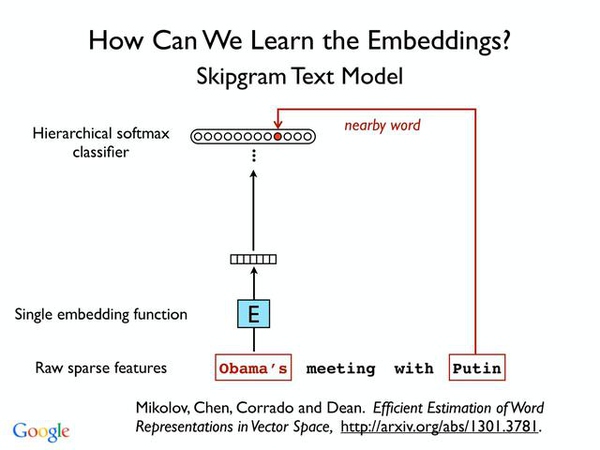 How Can We Learn the Embeddings?
Skipgram Text Model
Hierarchical softmax
classifier
nearby word
Single embedding function
E
Raw sparse features
Obama's meeting with Putin
Mikolov, Chen, Corrado and Dean. Efficient Estimation of Word
Representations in Vector Space, http://arxiv.org/abs/1301.3781.
Google